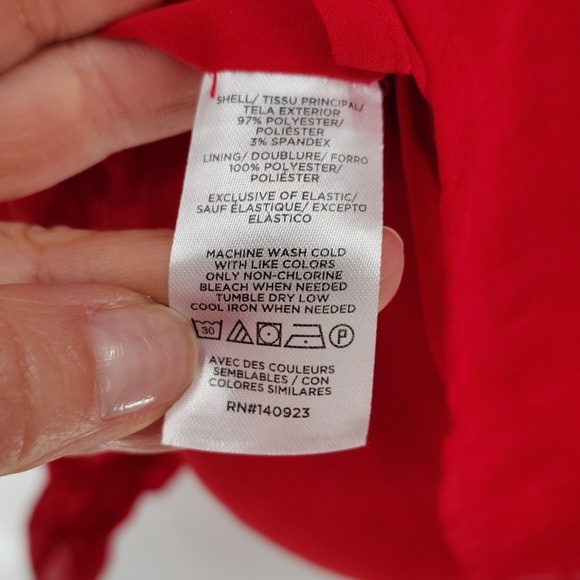 SHELL/ TISSU PRINCIPAL/
TELA EXTERIOR
97% POLYESTER/
POLIÉSTER
3% SPANDEX
LINING/ DOUBLURE/ FORRO
100% POLYESTER/
POLIÉSTER
EXCLUSIVE OF ELASTIC/
SAUF ÉLASTIQUE/ EXCEPTO
ELÁSTICO
MACHINE WASH COLD
WITH LIKE COLORS
ONLY NON-CHLORINE
BLEACH WHEN NEEDED
TUMBLE DRY LOW
COOL IRON WHEN NEEDED
30 P
AVEC DES COULEURS
SEMBLABLES / CON
COLORES SIMILARES
RN#140923